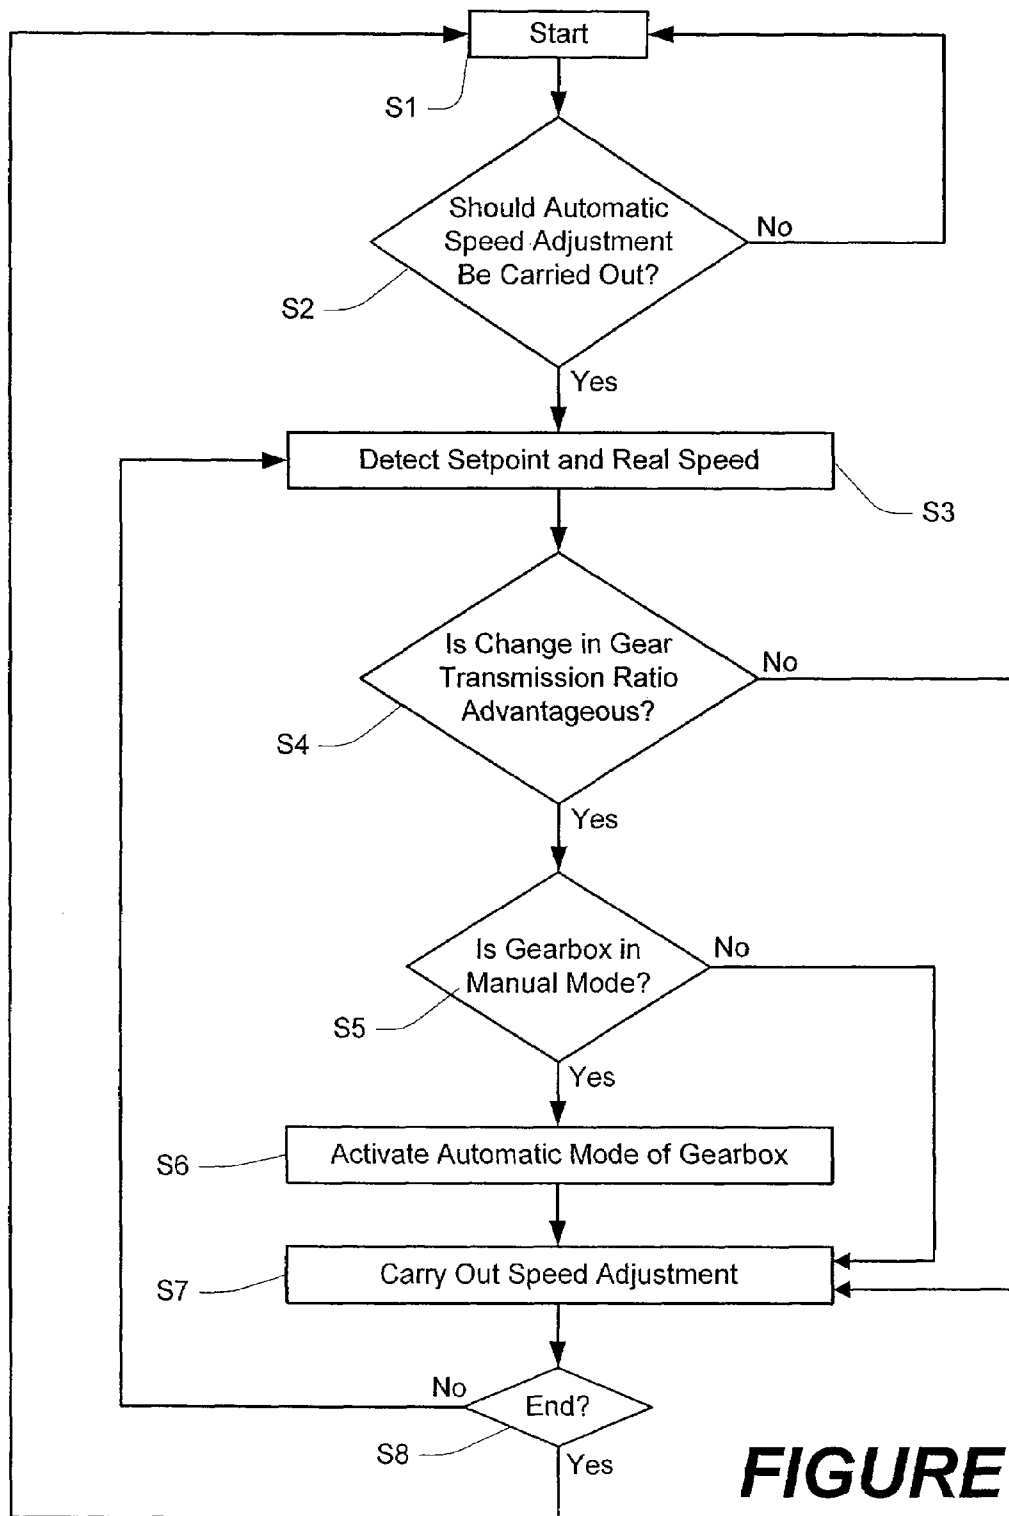 Start
S1
Should Automatic
Speed Adjustment
Be Carried Out?
No
S2
Yes
Detect Setpoint and Real Speed
S3
Is Change in Gear
Transmission Ratio
Advantageous?
No
S4
Yes
Is Gearbox in
Manual Mode?
No
S5
Yes
Activate Automatic Mode of Gearbox
S6
Carry Out Speed Adjustment
S7
No
End?
S8
Yes
FIGURE